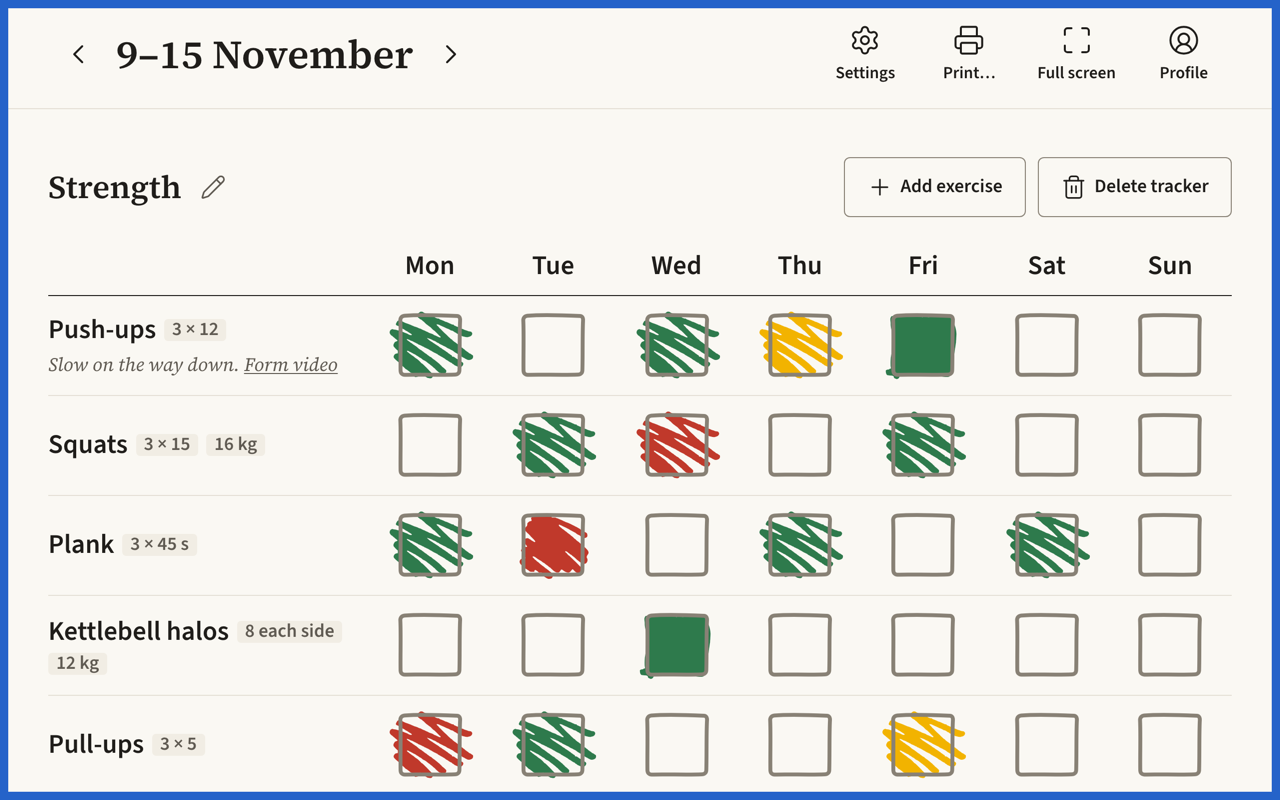 9–15 November
Settings
Print…
Full screen
Profile
Strength
Add exercise
Delete tracker
Mon Tue Wed Thu Fri Sat Sun
Push-ups 3 × 12
Slow on the way down. Form video
Squats 3 × 15 16 kg
Plank 3 × 45 s
Kettlebell halos 8 each side
12 kg
Pull-ups 3 × 5